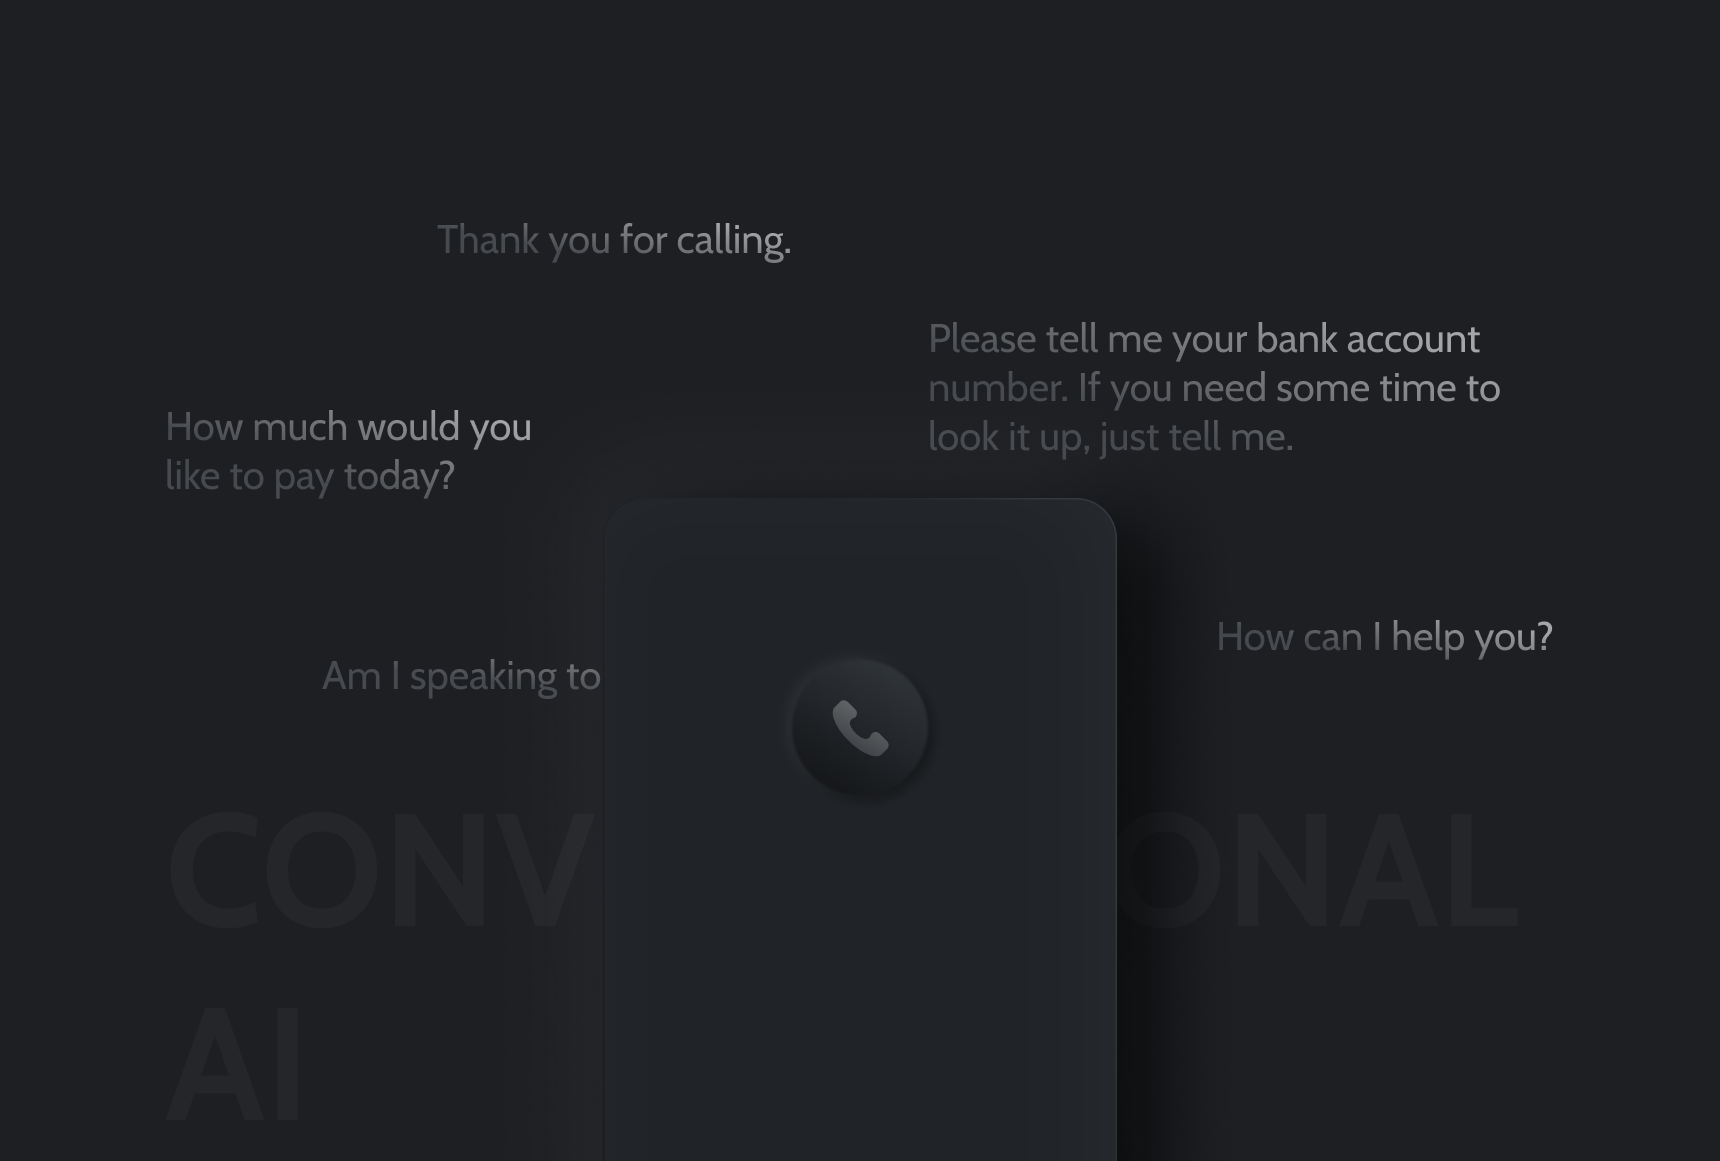 Thank you for calling.
Please tell me your bank account
number. If you need some time to
look it up, just tell me.
How much would you
like to pay today?
How can I help you?
Am I speaking to
CONV ONAL
AI